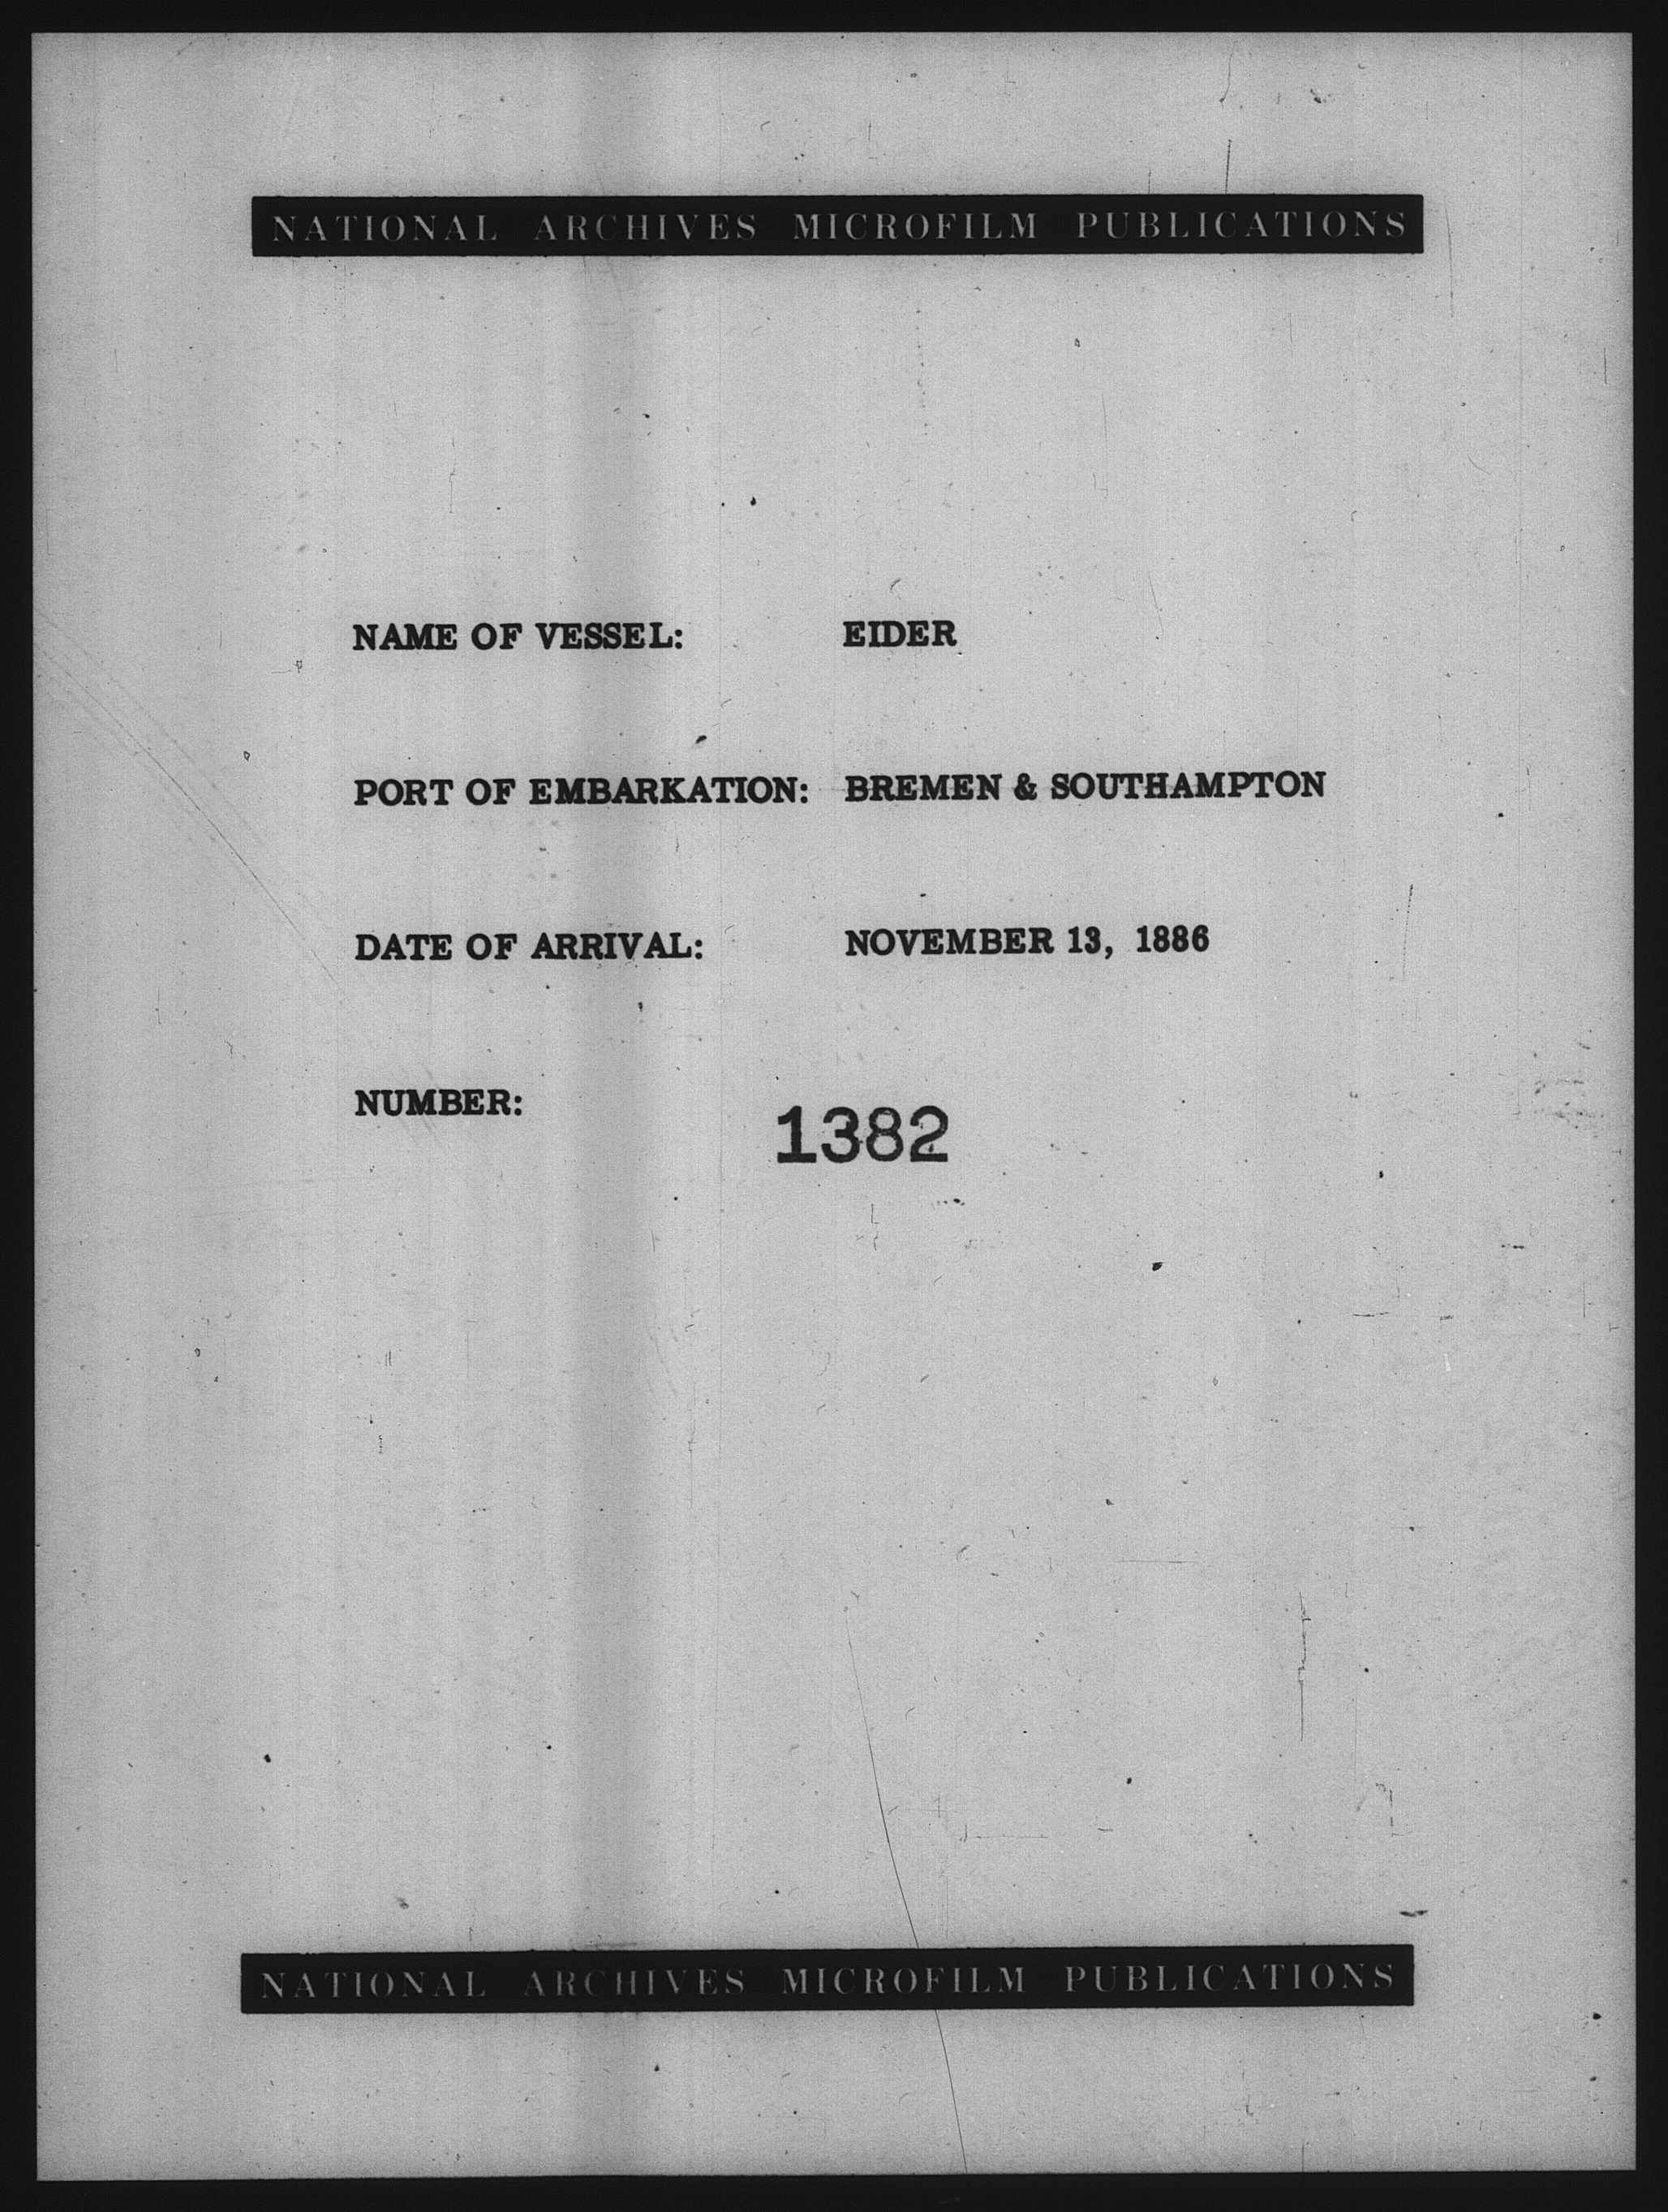 NATIONAL ARCHIVES MICROFILM PUBLICATIONS
NAME OF VESSEL: EIDER
PORT OF EMBARKATION: BREMEN & SOUTHAMPTON
DATE OF ARRIVAL: NOVEMBER 13, 1886
NUMBER: 1382
NATIONAL ARCHIVES MICROFILM PUBLICATIONS